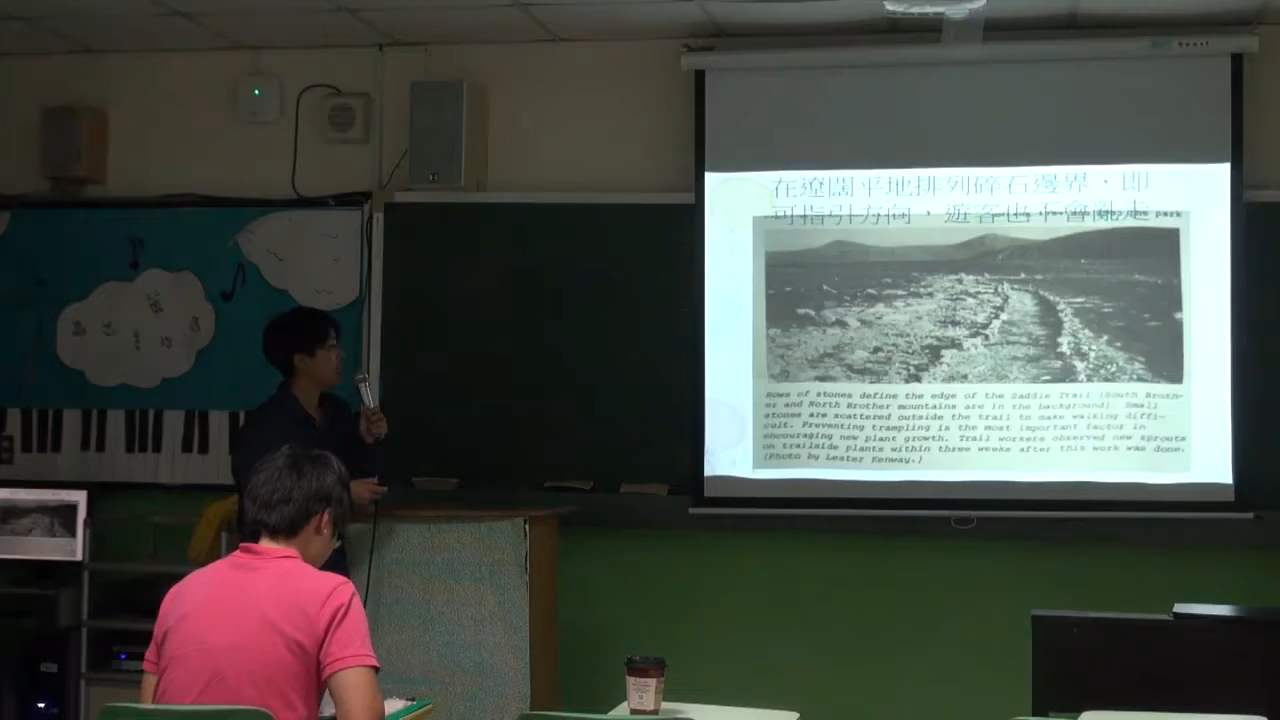 在遼闊平地排列碎石邊界，即
可指引方向，遊客也不會亂走
the park
Rows of stones define the edge of the Saddle Trail (South Broth-
er and North Brother mountains are in the background). Small
stones are scattered outside the trail to make walking diffi-
cult. Preventing trampling is the most important factor in
encouraging new plant growth. Trail workers observed new sprouts
on trailside plants within three weeks after this work was done.
(Photo by Lester Kenway.)